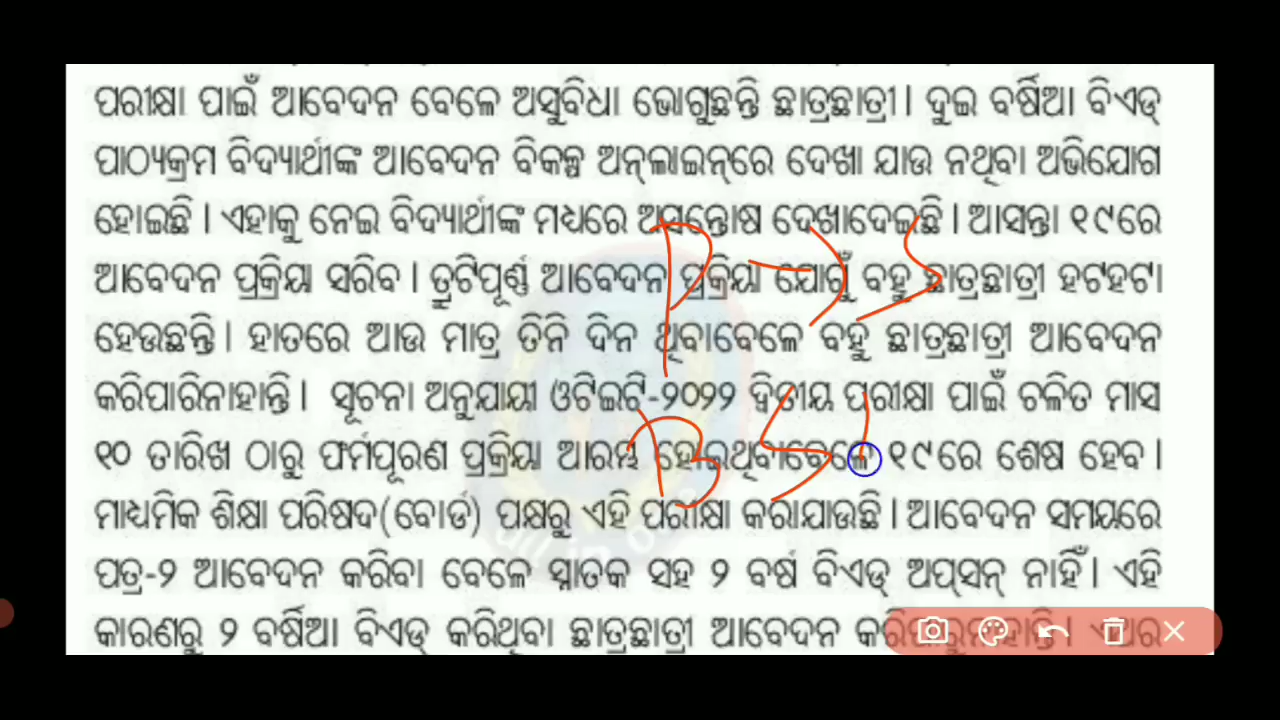 ପରୀକ୍ଷା ପାଇଁ ଆବେଦନ ବେଳେ ଅସୁବିଧା ଭୋଗୁଛନ୍ତି ଛାତ୍ରଛାତ୍ରୀ। ଦୁଇ ବର୍ଷିଆ ବିଏଡ୍
ପାଠ୍ୟକ୍ରମ ବିଦ୍ୟାର୍ଥୀଙ୍କ ଆବେଦନ ବିକଳ୍ପ ଅନ୍‌ଲାଇନ୍‌ରେ ଦେଖା ଯାଉ ନଥିବା ଅଭିଯୋଗ
ହୋଇଛି । ଏହାକୁ ନେଇ ବିଦ୍ୟାର୍ଥୀଙ୍କ ମଧ୍ୟରେ ଅସନ୍ତୋଷ ଦେଖାଦେଇଛି । ଆସନ୍ତା ୧୯ରେ
ଆବେଦନ ପ୍ରକ୍ରିୟା ସରିବ । ତ୍ରୁଟିପୂର୍ଣ୍ଣ ଆବେଦନ ପ୍ରକ୍ରିୟା ଯୋଗୁଁ ବହୁ ଛାତ୍ରଛାତ୍ରୀ ହଟହଟା
ହେଉଛନ୍ତି। ହାତରେ ଆଉ ମାତ୍ର ତିନି ଦିନ ଥିବାବେଳେ ବହୁ ଛାତ୍ରଛାତ୍ରୀ ଆବେଦନ
କରିପାରିନାହାନ୍ତି। ସୂଚନା ଅନୁଯାୟୀ ଓଟିଇଟି-୨୦୨୨ ଦ୍ୱିତୀୟ ପରୀକ୍ଷା ପାଇଁ ଚଳିତ ମାସ
୧୦ ତାରିଖ ଠାରୁ ଫର୍ମପୂରଣ ପ୍ରକ୍ରିୟା ଆରମ୍ଭ ହୋଇଥିବାବେଳେ ୧୯ରେ ଶେଷ ହେବ ।
ମାଧ୍ୟମିକ ଶିକ୍ଷା ପରିଷଦ(ବୋର୍ଡ) ପକ୍ଷରୁ ଏହି ପରୀକ୍ଷା କରାଯାଉଛି । ଆବେଦନ ସମୟରେ
ପତ୍ର-୨ ଆବେଦନ କରିବା ବେଳେ ସ୍ନାତକ ସହ ୨ ବର୍ଷ ବିଏଡ୍ ଅପ୍‌ସନ୍ ନାହିଁ। ଏହି
କାରଣରୁ ୨ ବର୍ଷିଆ ବିଏଡ୍ କରିଥିବା ଛାତ୍ରଛାତ୍ରୀ ଆବେଦନ